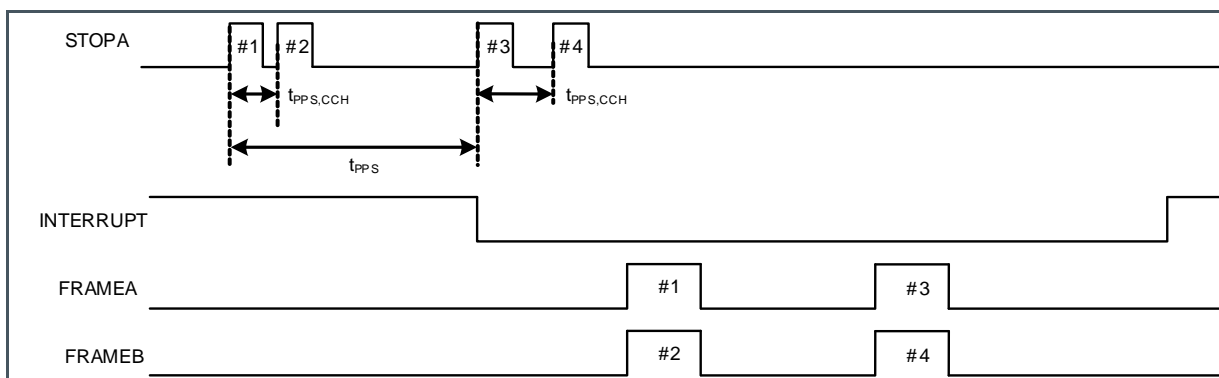 STOPA #1 #2 #3 #4
tPPS,CCH tPPS,CCH
tPPS
INTERRUPT
FRAMEA #1 #3
FRAMEB #2 #4